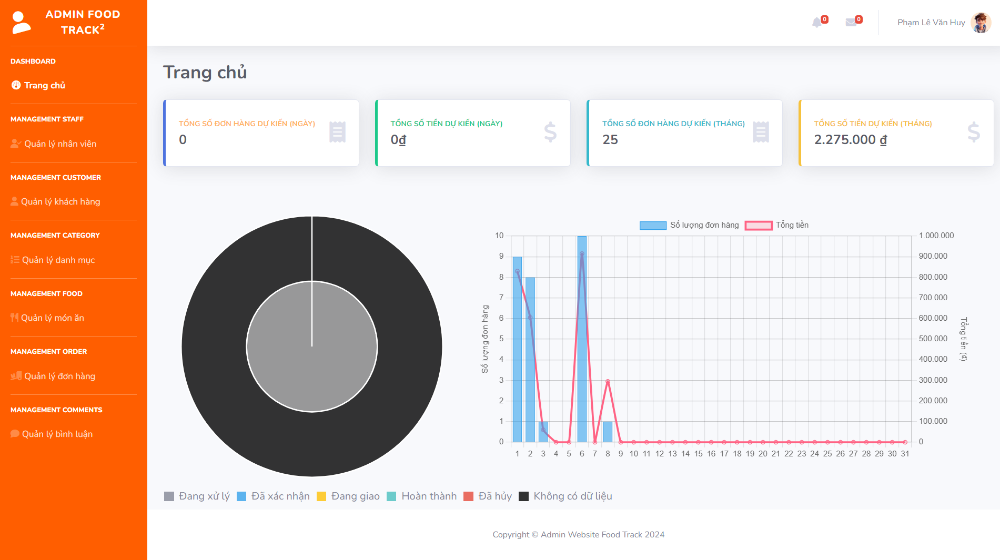 ADMIN FOOD
TRACK²
DASHBOARD
Trang chủ
MANAGEMENT STAFF
Quản lý nhân viên
MANAGEMENT CUSTOMER
Quản lý khách hàng
MANAGEMENT CATEGORY
Quản lý danh mục
MANAGEMENT FOOD
Quản lý món ăn
MANAGEMENT ORDER
Quản lý đơn hàng
MANAGEMENT COMMENTS
Quản lý bình luận
0
0
Phạm Lê Văn Huy
Trang chủ
TỔNG SỐ ĐƠN HÀNG DỰ KIẾN (NGÀY)
0
TỔNG SỐ TIỀN DỰ KIẾN (NGÀY)
0₫
TỔNG SỐ ĐƠN HÀNG DỰ KIẾN (THÁNG)
25
TỔNG SỐ TIỀN DỰ KIẾN (THÁNG)
2.275.000 ₫
Đang xử lý Đã xác nhận Đang giao Hoàn thành Đã hủy Không có dữ liệu
Số lượng đơn hàng Tổng tiền
Số lượng đơn hàng
10
9
8
7
6
5
4
3
2
1
0
1.000.000
900.000
800.000
700.000
600.000
500.000
400.000
300.000
200.000
100.000
0
Tổng tiền (₫)
1 2 3 4 5 6 7 8 9 10 11 12 13 14 15 16 17 18 19 20 21 22 23 24 25 26 27 28 29 30 31
Copyright © Admin Website Food Track 2024